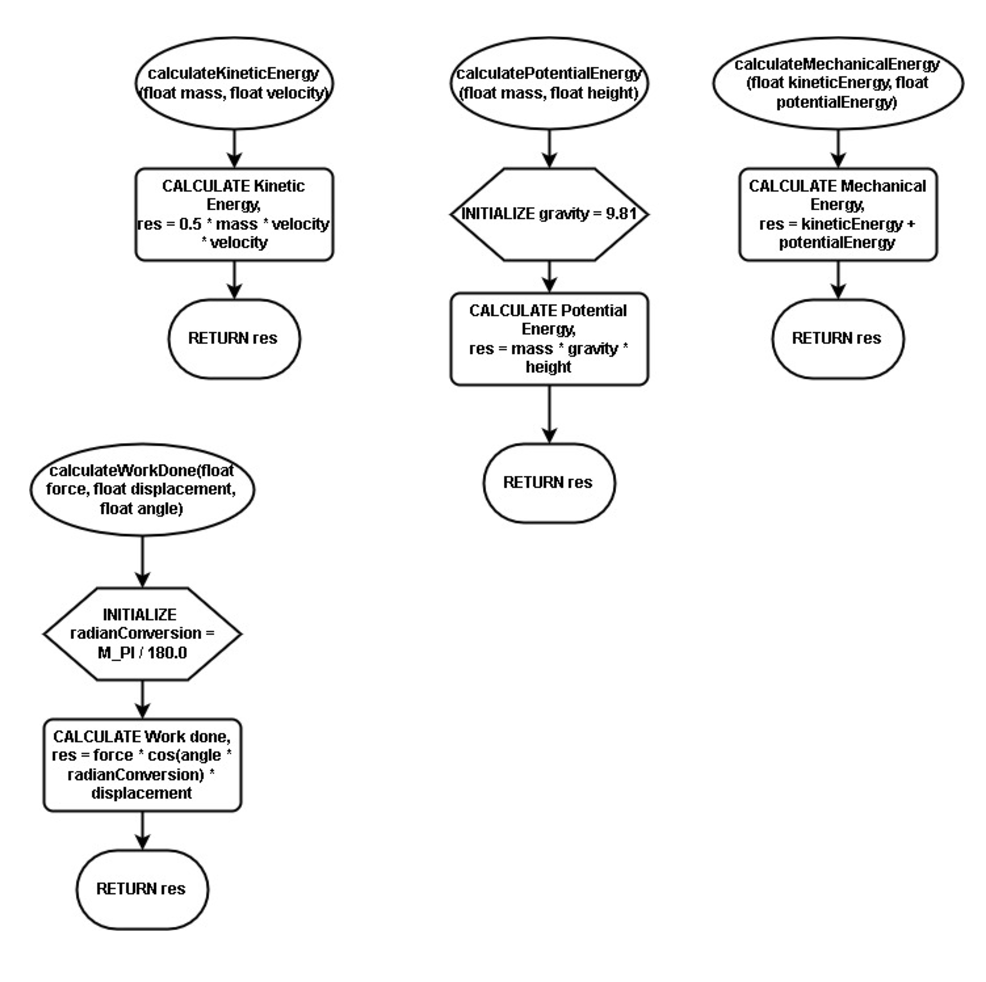 calculateKineticEnergy
(float mass, float velocity)
CALCULATE Kinetic
Energy,
res = 0.5 * mass * velocity
* velocity
RETURN res
calculatePotentialEnergy
(float mass, float height)
INITIALIZE gravity = 9.81
CALCULATE Potential
Energy,
res = mass * gravity *
height
RETURN res
calculateMechanicalEnergy
(float kineticEnergy, float
potentialEnergy)
CALCULATE Mechanical
Energy,
res = kineticEnergy +
potentialEnergy
RETURN res
calculateWorkDone(float
force, float displacement,
float angle)
INITIALIZE
radianConversion =
M_PI / 180.0
CALCULATE Work done,
res = force * cos(angle *
radianConversion) *
displacement
RETURN res